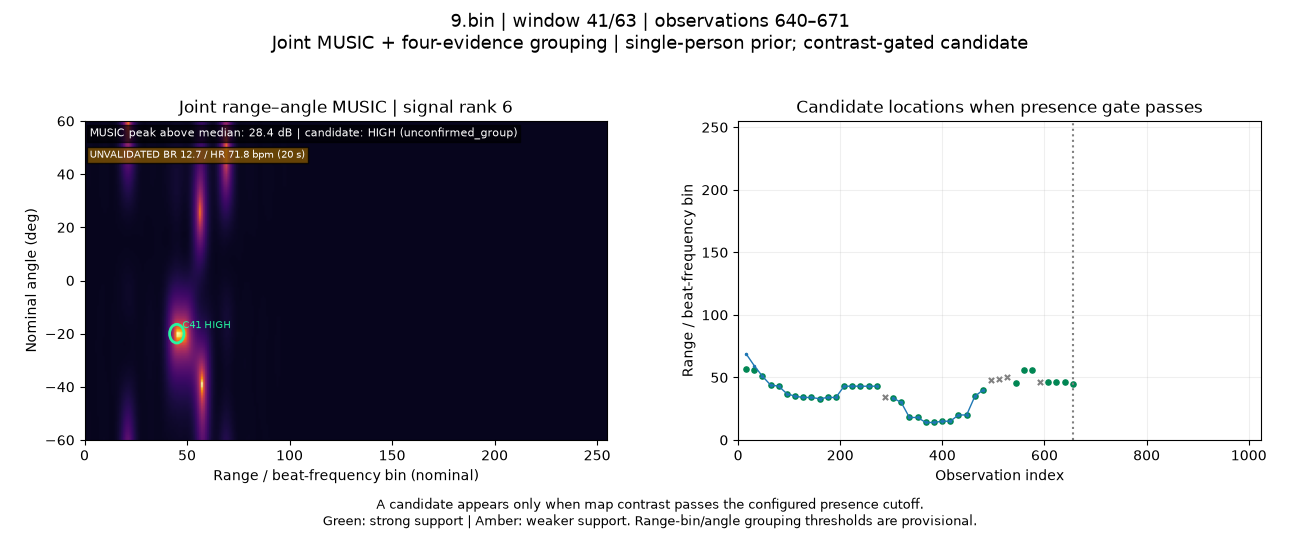 9.bin | window 41/63 | observations 640–671
Joint MUSIC + four-evidence grouping | single-person prior; contrast-gated candidate
Joint range–angle MUSIC | signal rank 6
MUSIC peak above median: 28.4 dB | candidate: HIGH (unconfirmed_group)
UNVALIDATED BR 12.7 / HR 71.8 bpm (20 s)
C41 HIGH
60
40
20
0
−20
−40
−60
Nominal angle (deg)
0
50
100
150
200
250
Range / beat-frequency bin (nominal)
Candidate locations when presence gate passes
250
200
150
100
50
0
Range / beat-frequency bin
0
200
400
600
800
1000
Observation index
A candidate appears only when map contrast passes the configured presence cutoff.
Green: strong support | Amber: weaker support. Range-bin/angle grouping thresholds are provisional.